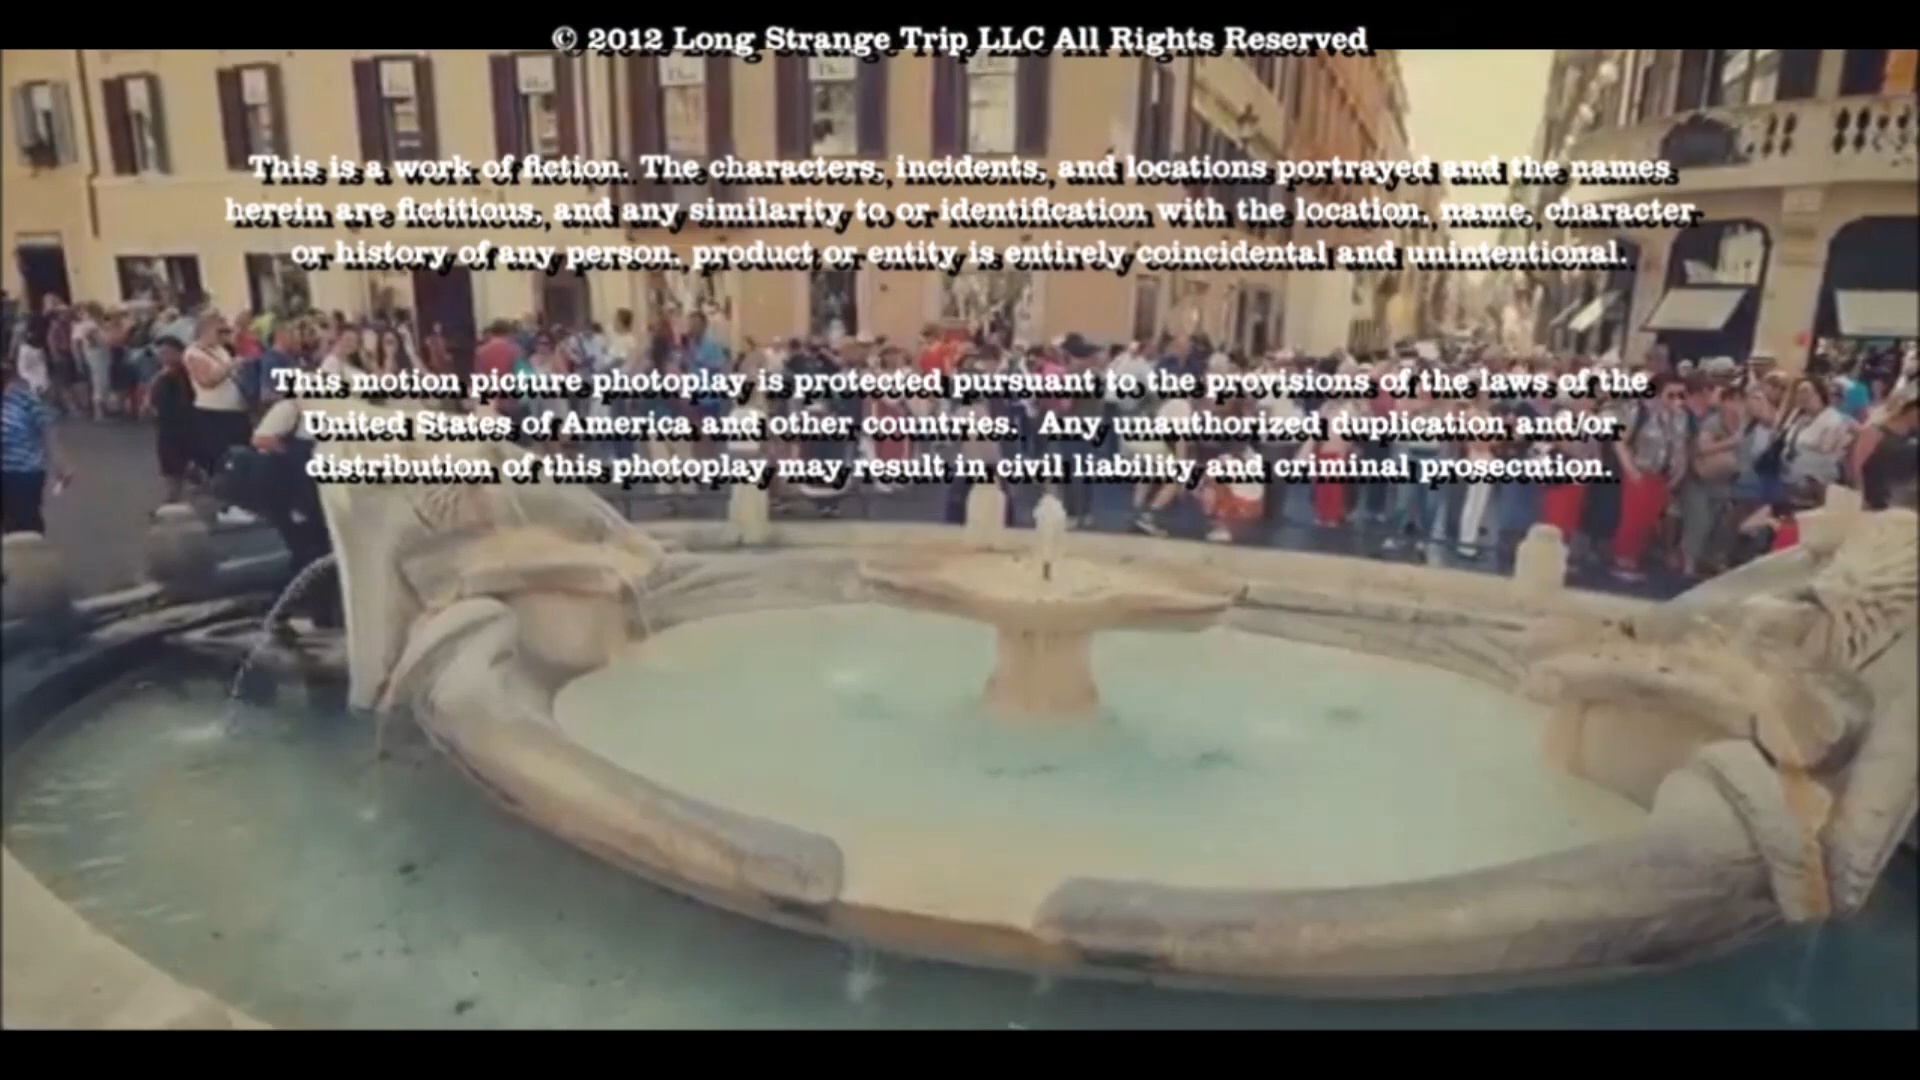 © 2012 Long Strange Trip LLC All Rights Reserved
This is a work of fiction. The characters, incidents, and locations portrayed and the names
herein are fictitious, and any similarity to or identification with the location, name, character
or history of any person, product or entity is entirely coincidental and unintentional.
This motion picture photoplay is protected pursuant to the provisions of the laws of the
United States of America and other countries. Any unauthorized duplication and/or
distribution of this photoplay may result in civil liability and criminal prosecution.